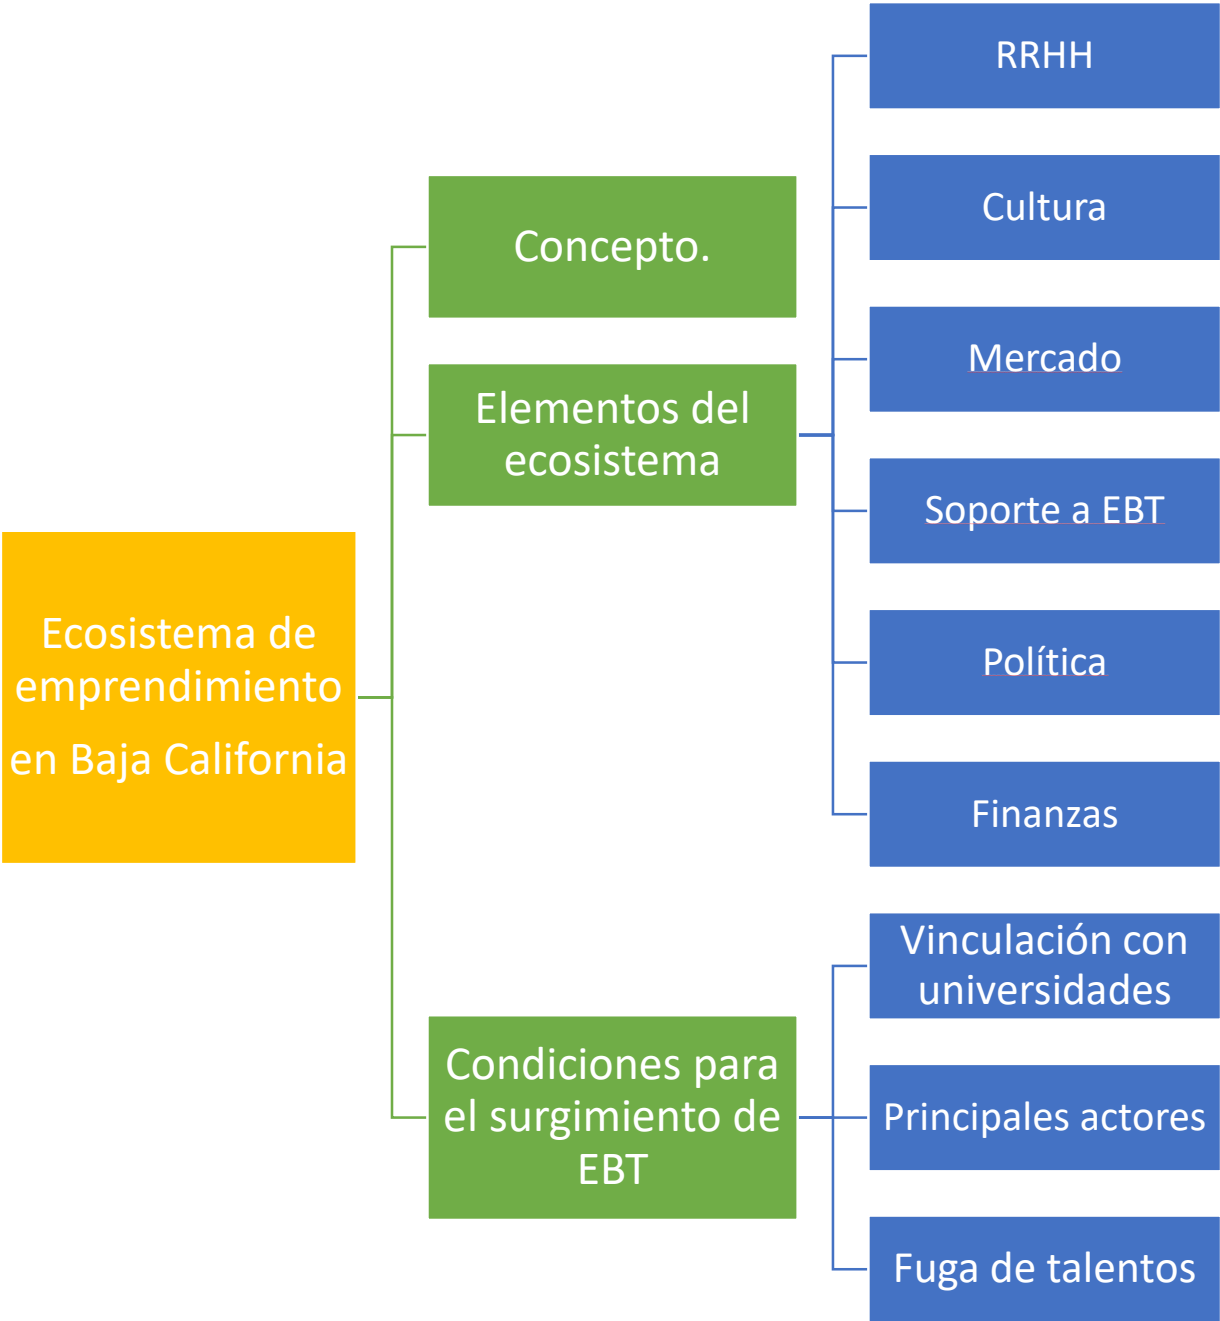 Ecosistema de
emprendimiento
en Baja California
Concepto.
Elementos del
ecosistema
RRHH
Cultura
Mercado
Soporte a EBT
Política
Finanzas
Condiciones para
el surgimiento de
EBT
Vinculación con
universidades
Principales actores
Fuga de talentos